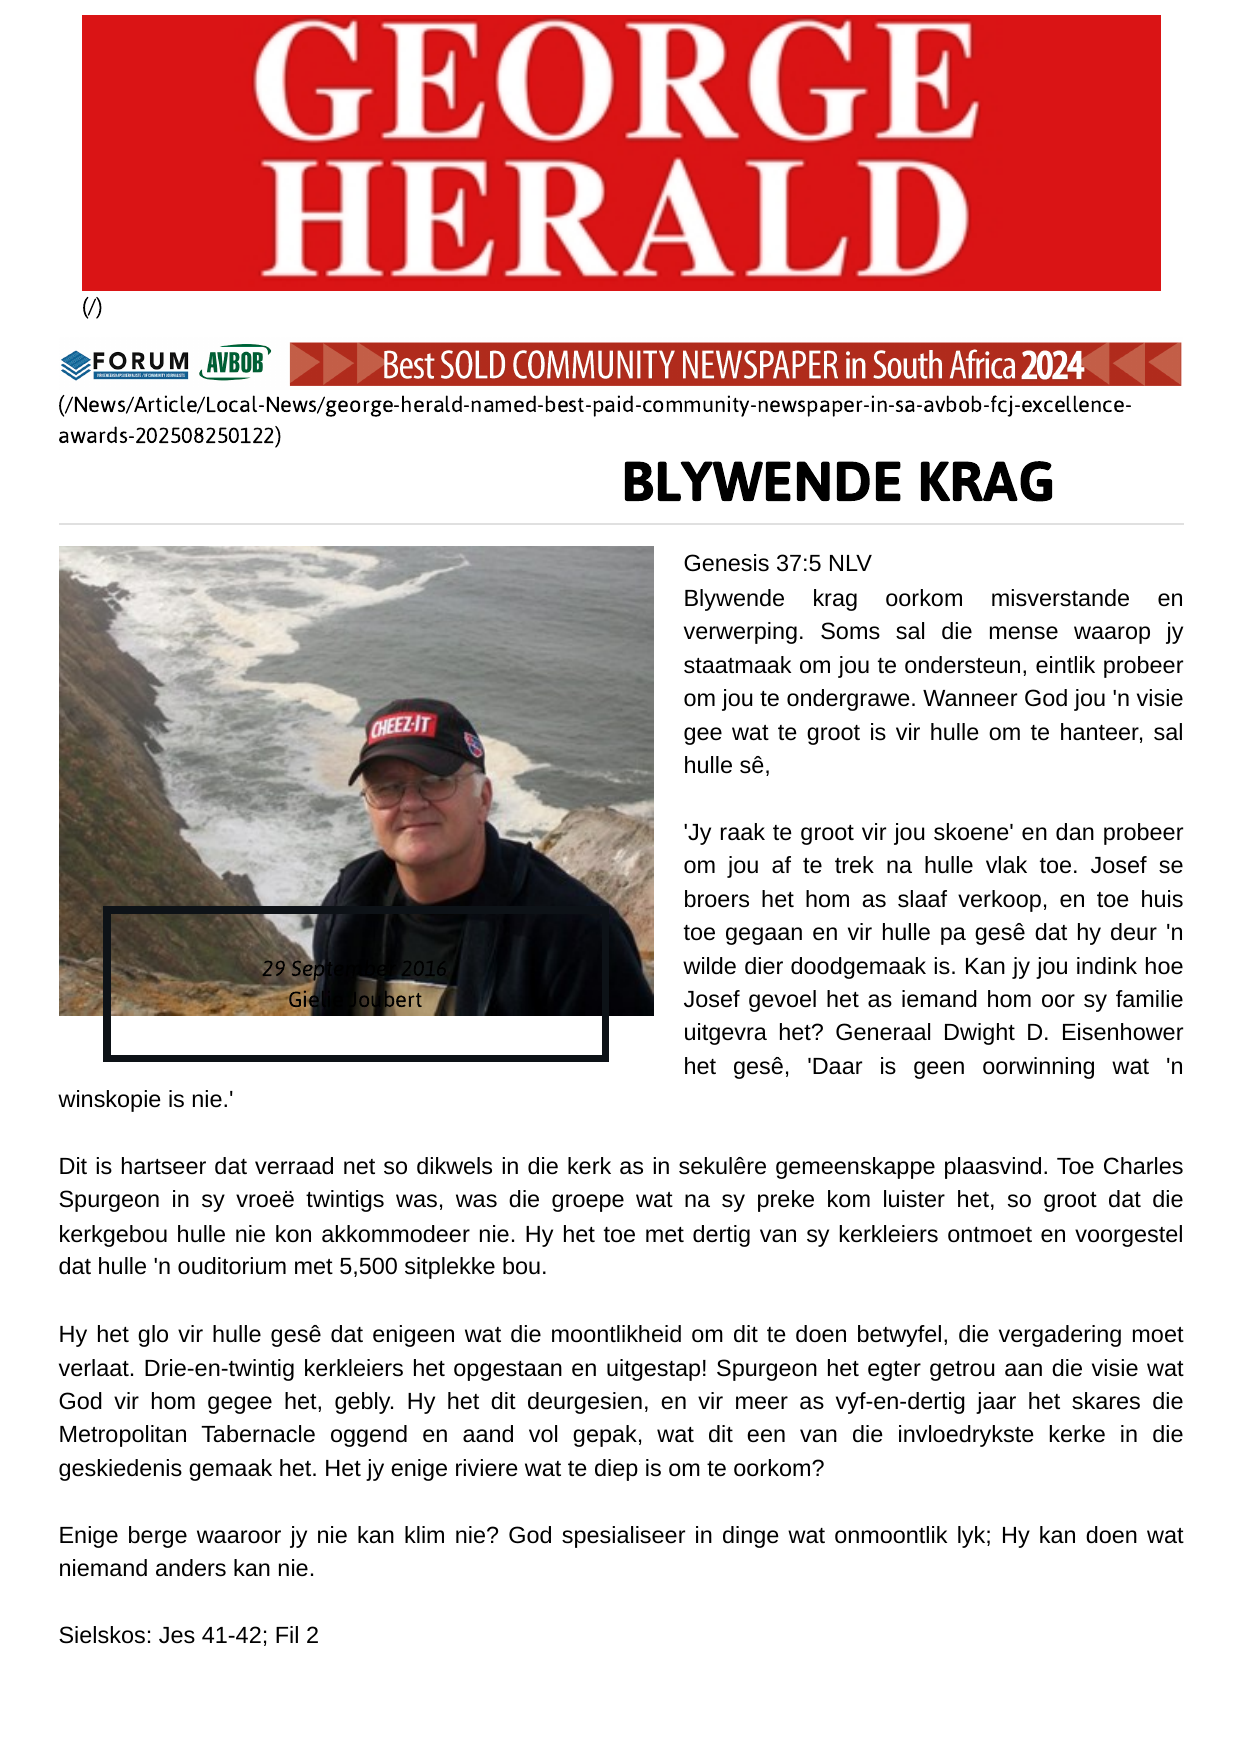 GEORGE
HERALD
(/)
FORUM AVBOB Best SOLD COMMUNITY NEWSPAPER in South Africa 2024
(/News/Article/Local-News/george-herald-named-best-paid-community-newspaper-in-sa-avbob-fcj-excellence-
awards-202508250122)
BLYWENDE KRAG
CHEEZ-IT
29 September 2016
Gielie Joubert
Genesis 37:5 NLV
Blywende krag oorkom misverstande en
verwerping. Soms sal die mense waarop jy
staatmaak om jou te ondersteun, eintlik probeer
om jou te ondergrawe. Wanneer God jou 'n visie
gee wat te groot is vir hulle om te hanteer, sal
hulle sê,
'Jy raak te groot vir jou skoene' en dan probeer
om jou af te trek na hulle vlak toe. Josef se
broers het hom as slaaf verkoop, en toe huis
toe gegaan en vir hulle pa gesê dat hy deur 'n
wilde dier doodgemaak is. Kan jy jou indink hoe
Josef gevoel het as iemand hom oor sy familie
uitgevra het? Generaal Dwight D. Eisenhower
het gesê, 'Daar is geen oorwinning wat 'n
winskopie is nie.'
Dit is hartseer dat verraad net so dikwels in die kerk as in sekulêre gemeenskappe plaasvind. Toe Charles
Spurgeon in sy vroeë twintigs was, was die groepe wat na sy preke kom luister het, so groot dat die
kerkgebou hulle nie kon akkommodeer nie. Hy het toe met dertig van sy kerkleiers ontmoet en voorgestel
dat hulle 'n ouditorium met 5,500 sitplekke bou.
Hy het glo vir hulle gesê dat enigeen wat die moontlikheid om dit te doen betwyfel, die vergadering moet
verlaat. Drie-en-twintig kerkleiers het opgestaan en uitgestap! Spurgeon het egter getrou aan die visie wat
God vir hom gegee het, gebly. Hy het dit deurgesien, en vir meer as vyf-en-dertig jaar het skares die
Metropolitan Tabernacle oggend en aand vol gepak, wat dit een van die invloedrykste kerke in die
geskiedenis gemaak het. Het jy enige riviere wat te diep is om te oorkom?
Enige berge waaroor jy nie kan klim nie? God spesialiseer in dinge wat onmoontlik lyk; Hy kan doen wat
niemand anders kan nie.
Sielskos: Jes 41-42; Fil 2